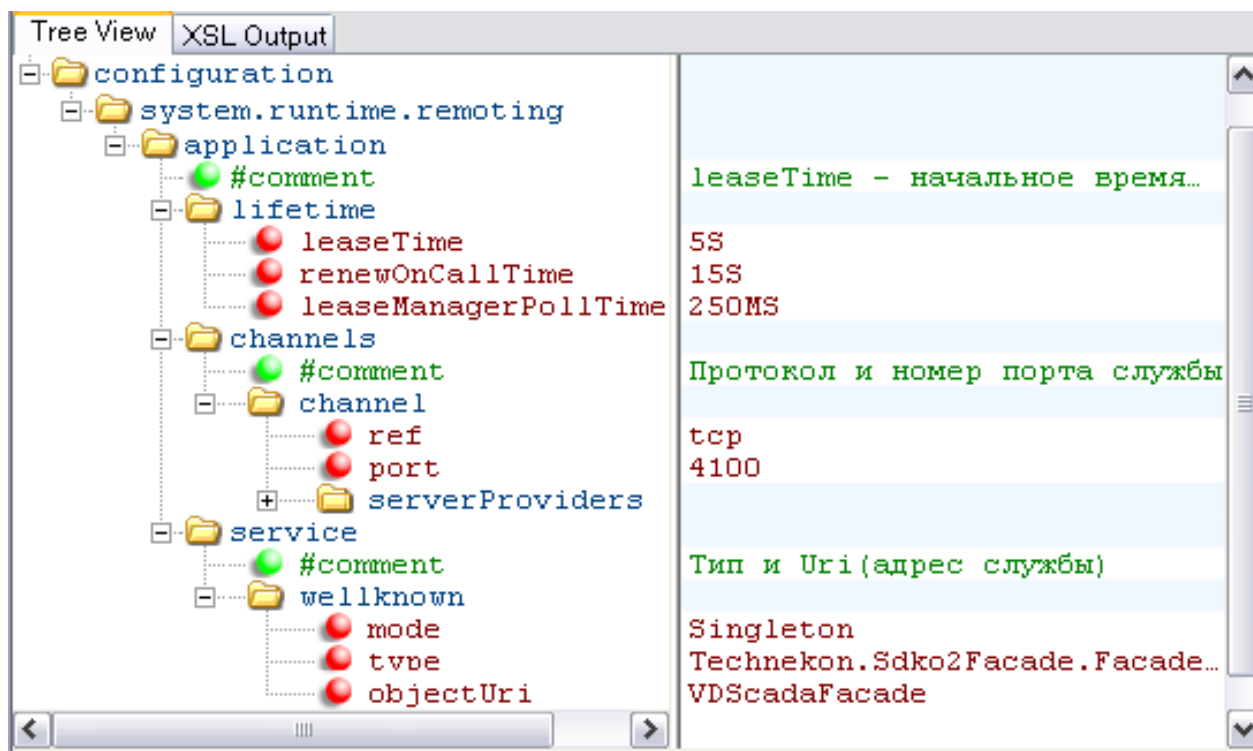 Tree View XSL Output
configuration
system.runtime.remoting
application
#comment leaseTime – начальное время…
lifetime
leaseTime 5S
renewOnCallTime 15S
leaseManagerPollTime 250MS
channels
#comment Протокол и номер порта службы
channel
ref tcp
port 4100
serverProviders
service
#comment Тип и Uri(адрес службы)
wellknown
mode Singleton
type Technekon.Sdko2Facade.Facade…
objectUri VDScadaFacade